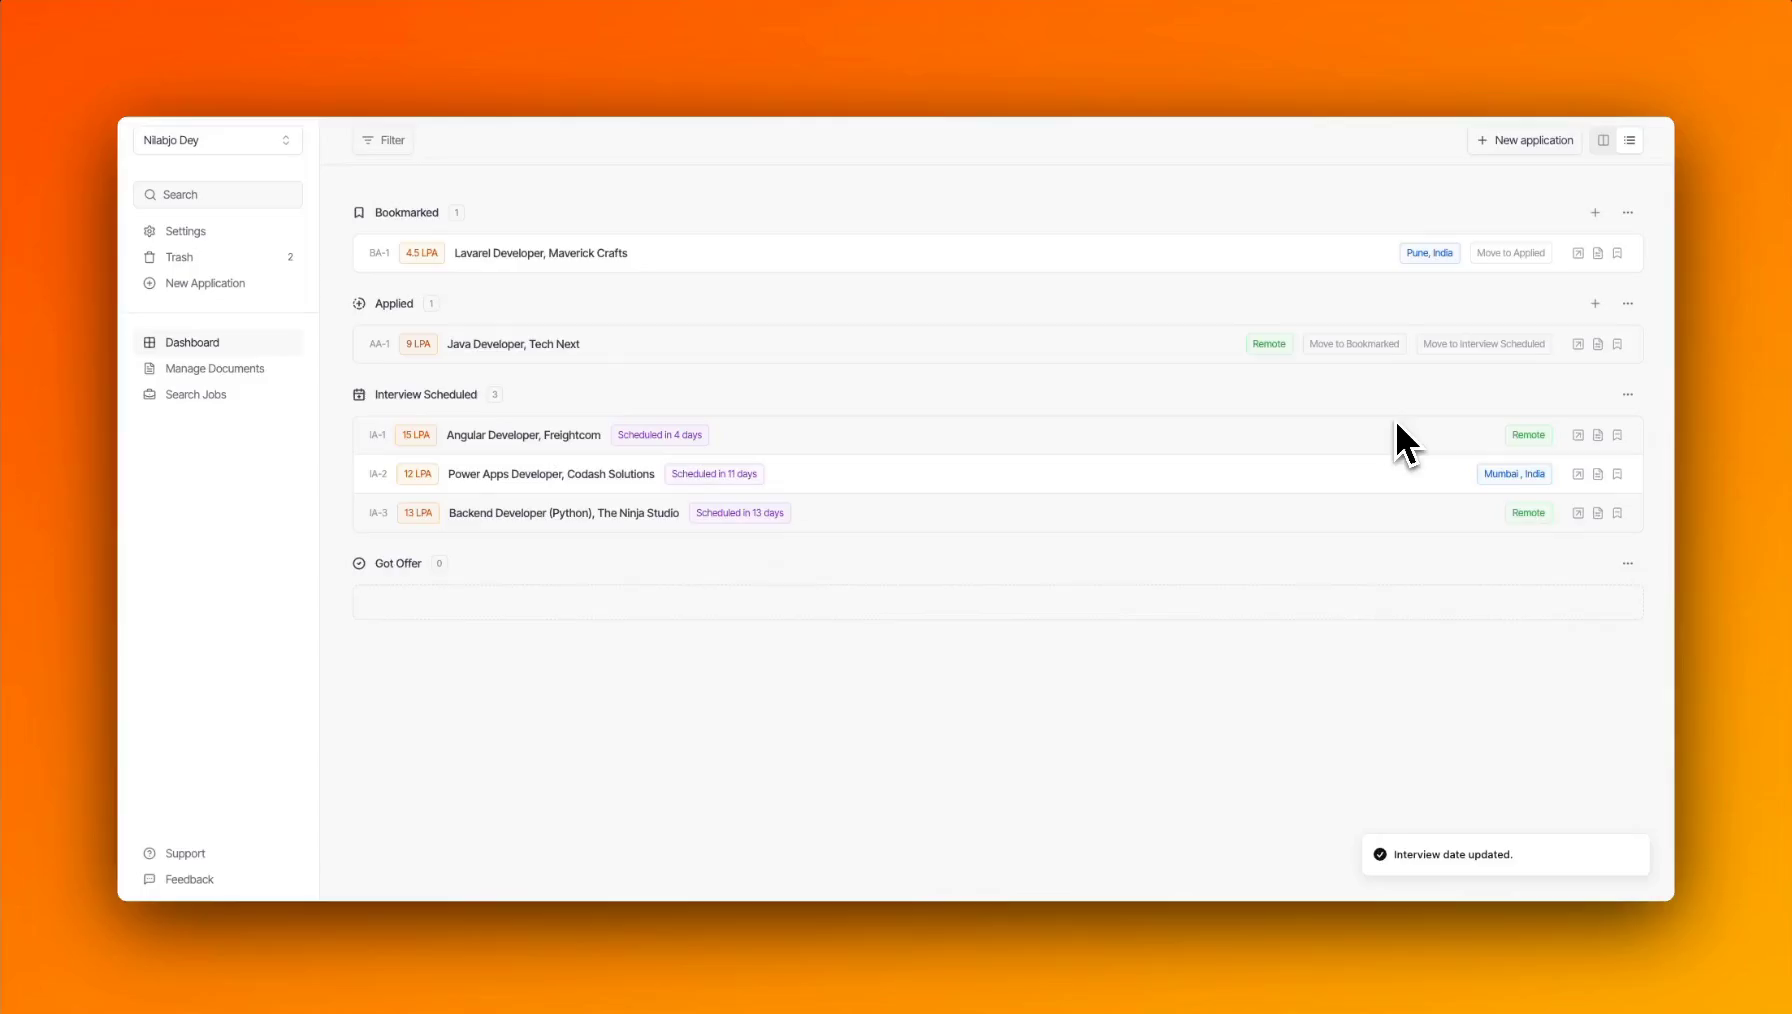 Nilabjo Dey
Filter
New application
Search
Settings
Trash 2
New Application
Dashboard
Manage Documents
Search Jobs
Bookmarked 1
BA-1 4.5 LPA Lavarel Developer, Maverick Crafts Pune, India Move to Applied
Applied 1
AA-1 9 LPA Java Developer, Tech Next Remote Move to Bookmarked Move to Interview Scheduled
Interview Scheduled 3
IA-1 15 LPA Angular Developer, Freightcom Scheduled in 4 days Remote
IA-2 12 LPA Power Apps Developer, Codash Solutions Scheduled in 11 days Mumbai , India
IA-3 13 LPA Backend Developer (Python), The Ninja Studio Scheduled in 13 days Remote
Got Offer 0
Support
Feedback
Interview date updated.